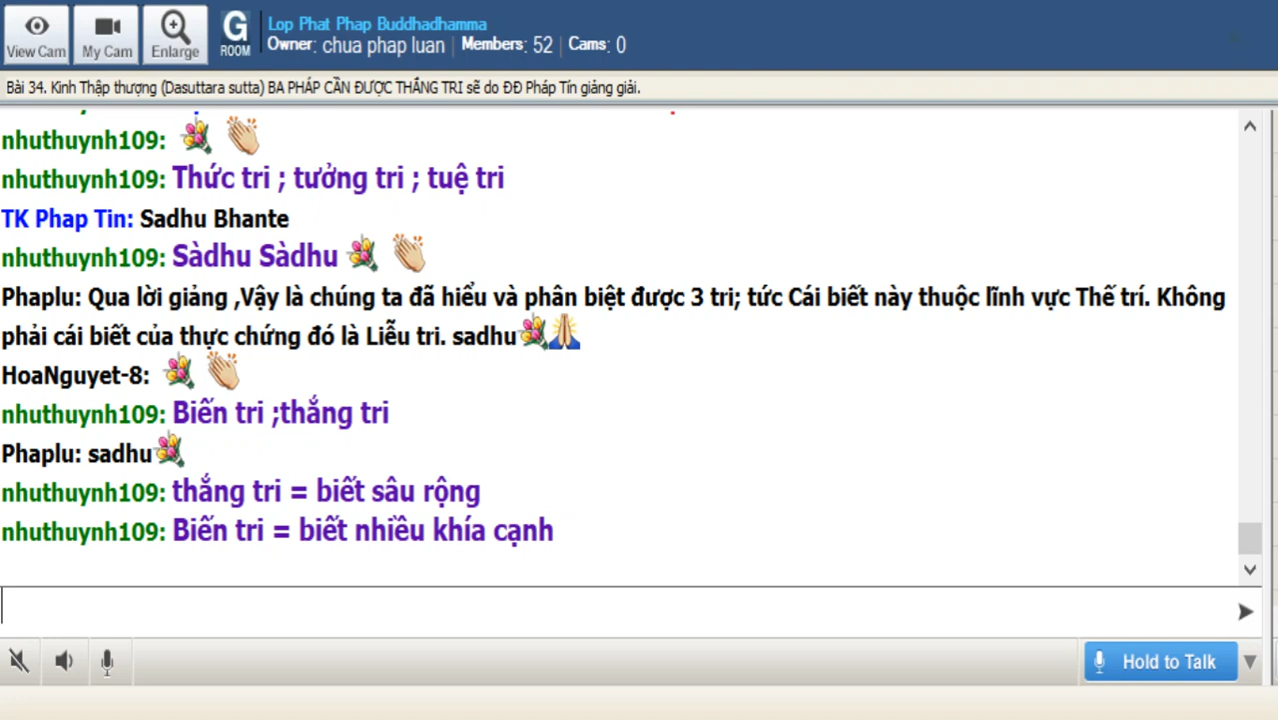 View Cam
My Cam
Enlarge
G
ROOM
Lop Phat Phap Buddhadhamma
Owner: chua phap luan | Members: 52 | Cams: 0
Bài 34. Kinh Thập thượng (Dasuttara sutta) BA PHÁP CẦN ĐƯỢC THẮNG TRI sẽ do ĐĐ Pháp Tín giảng giải.
nhuthuynh109:
nhuthuynh109: Thức tri ; tưởng tri ; tuệ tri
TK Phap Tin: Sadhu Bhante
nhuthuynh109: Sàdhu Sàdhu
Phaplu: Qua lời giảng ,Vậy là chúng ta đã hiểu và phân biệt được 3 tri; tức Cái biết này thuộc lĩnh vực Thế trí. Không
phải cái biết của thực chứng đó là Liễu tri. sadhu
HoaNguyet-8:
nhuthuynh109: Biến tri ;thắng tri
Phaplu: sadhu
nhuthuynh109: thắng tri = biết sâu rộng
nhuthuynh109: Biến tri = biết nhiều khía cạnh
Hold to Talk